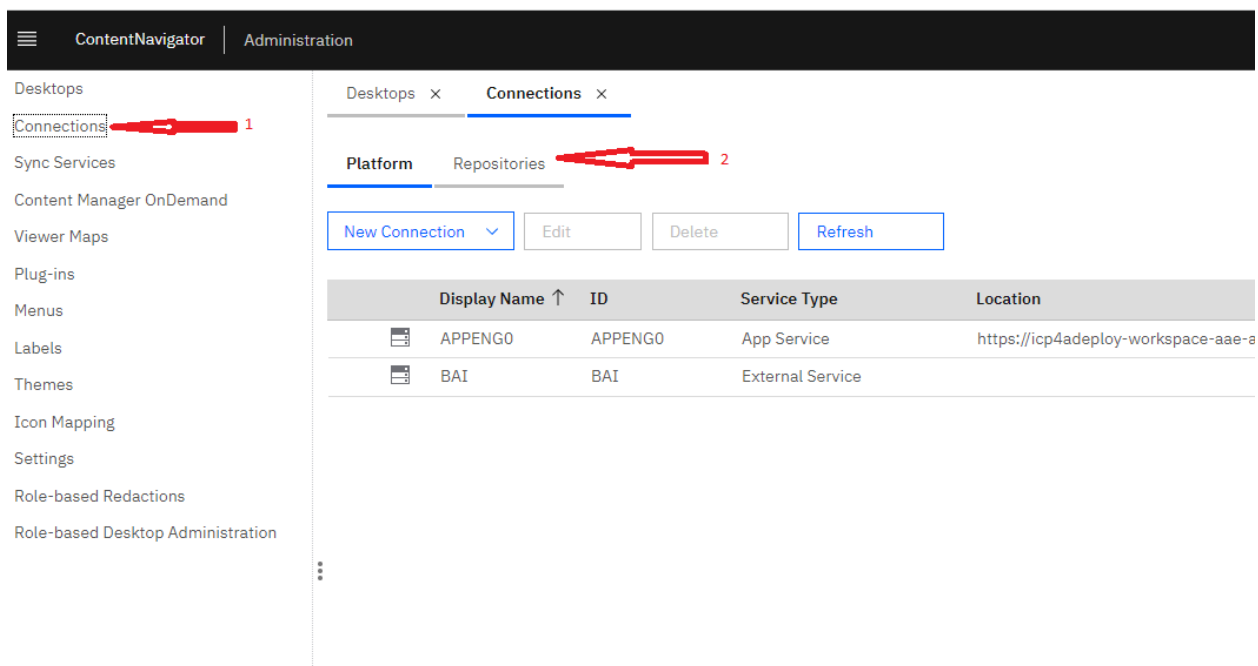 ContentNavigator Administration
Desktops
Connections 1
Sync Services
Content Manager OnDemand
Viewer Maps
Plug-ins
Menus
Labels
Themes
Icon Mapping
Settings
Role-based Redactions
Role-based Desktop Administration
Desktops × Connections ×
Platform Repositories 2
New Connection Edit Delete Refresh
Display Name ↑ ID Service Type Location
APPENG0 APPENG0 App Service https://icp4adeploy-workspace-aae-a
BAI BAI External Service